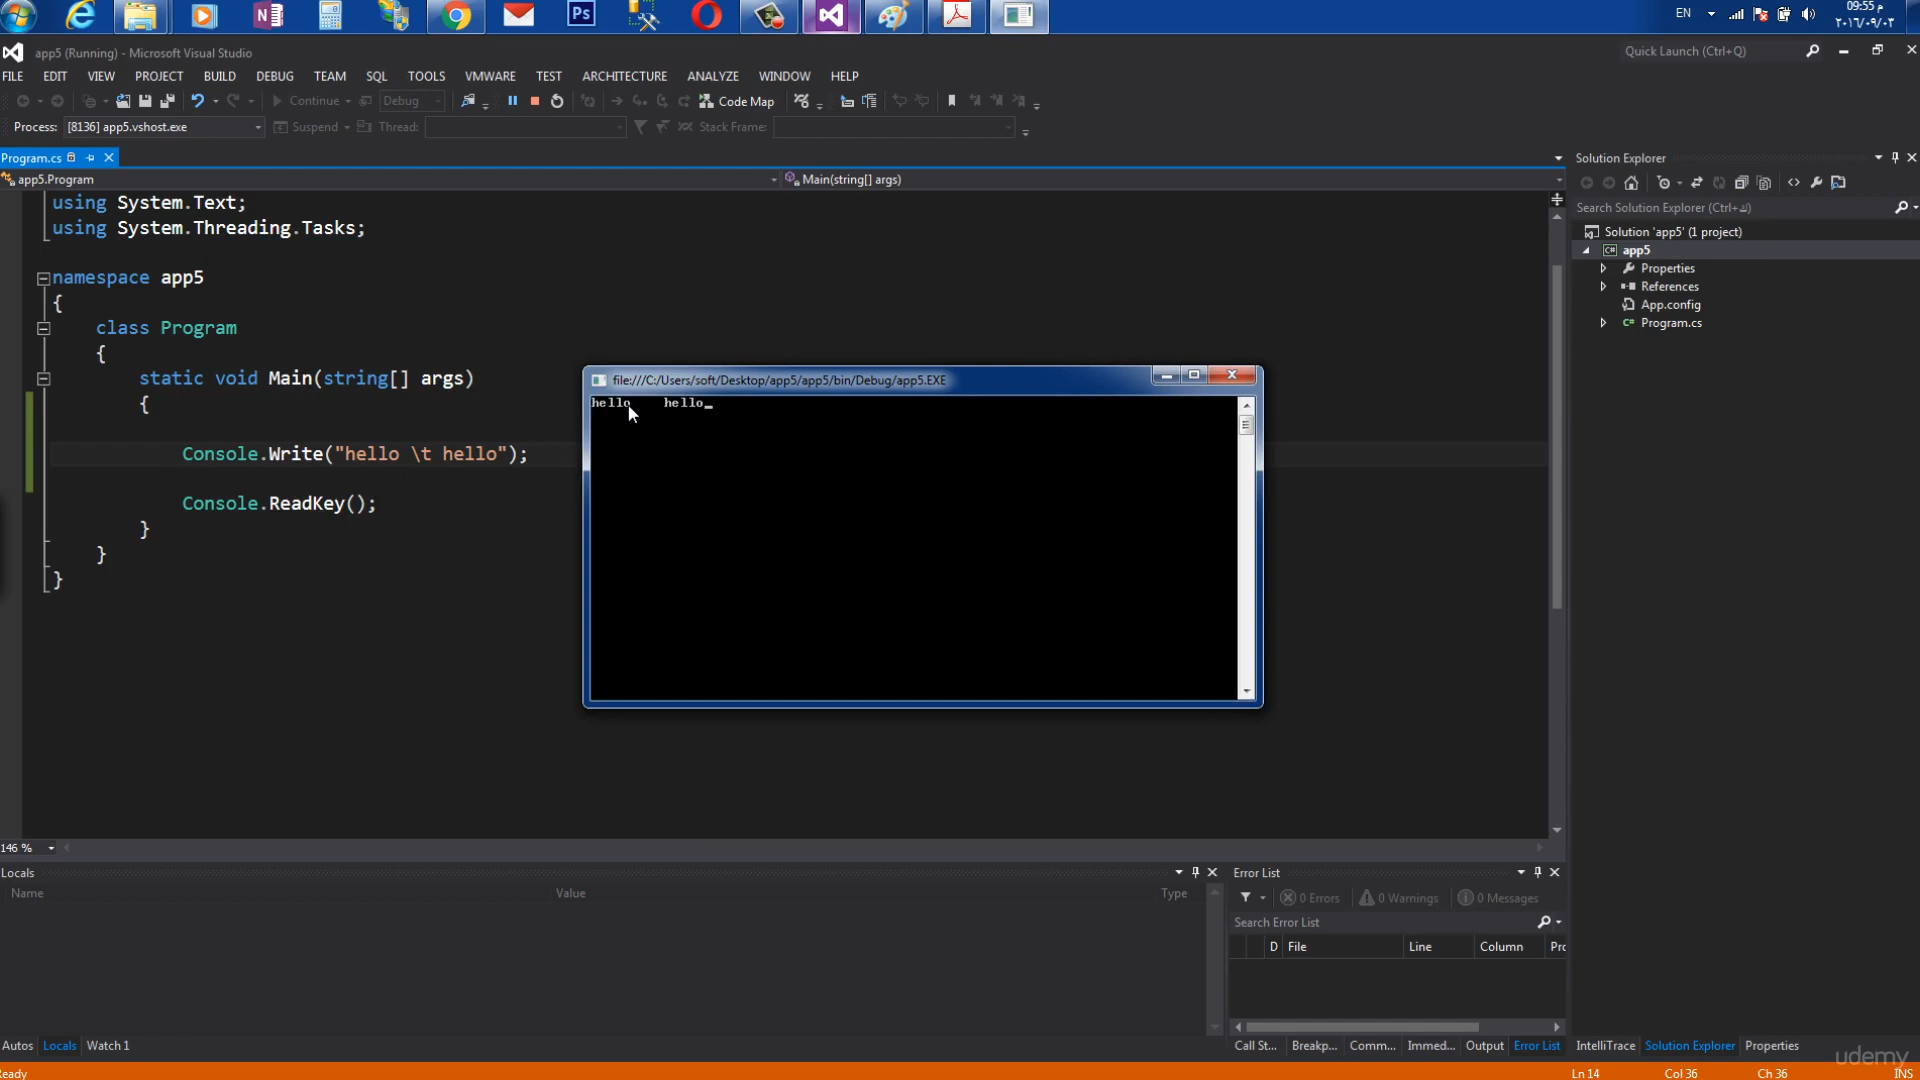 Ps
EN
09:55 م
٢٠١٦/٠٩/٠٣
app5 (Running) - Microsoft Visual Studio
Quick Launch (Ctrl+Q)
FILE EDIT VIEW PROJECT BUILD DEBUG TEAM SQL TOOLS VMWARE TEST ARCHITECTURE ANALYZE WINDOW HELP
Continue Debug Code Map
Process: [8136] app5.vshost.exe Suspend Thread: Stack Frame:
Program.cs
app5.Program Main(string[] args)
using System.Text;
using System.Threading.Tasks;
namespace app5
{
class Program
{
static void Main(string[] args)
{
Console.Write("hello \t hello");
Console.ReadKey();
}
}
}
file:///C:/Users/soft/Desktop/app5/app5/bin/Debug/app5.EXE
hello hello_
Solution Explorer
Search Solution Explorer (Ctrl+ك)
Solution 'app5' (1 project)
C# app5
Properties
References
App.config
C# Program.cs
146 %
Locals
Name Value Type
Autos Locals Watch 1
Error List
0 Errors 0 Warnings 0 Messages
Search Error List
D File Line Column Prc
Call St... Breakp... Comm... Immed... Output Error List
IntelliTrace Solution Explorer Properties
udemy
Ready Ln 14 Col 36 Ch 36 INS